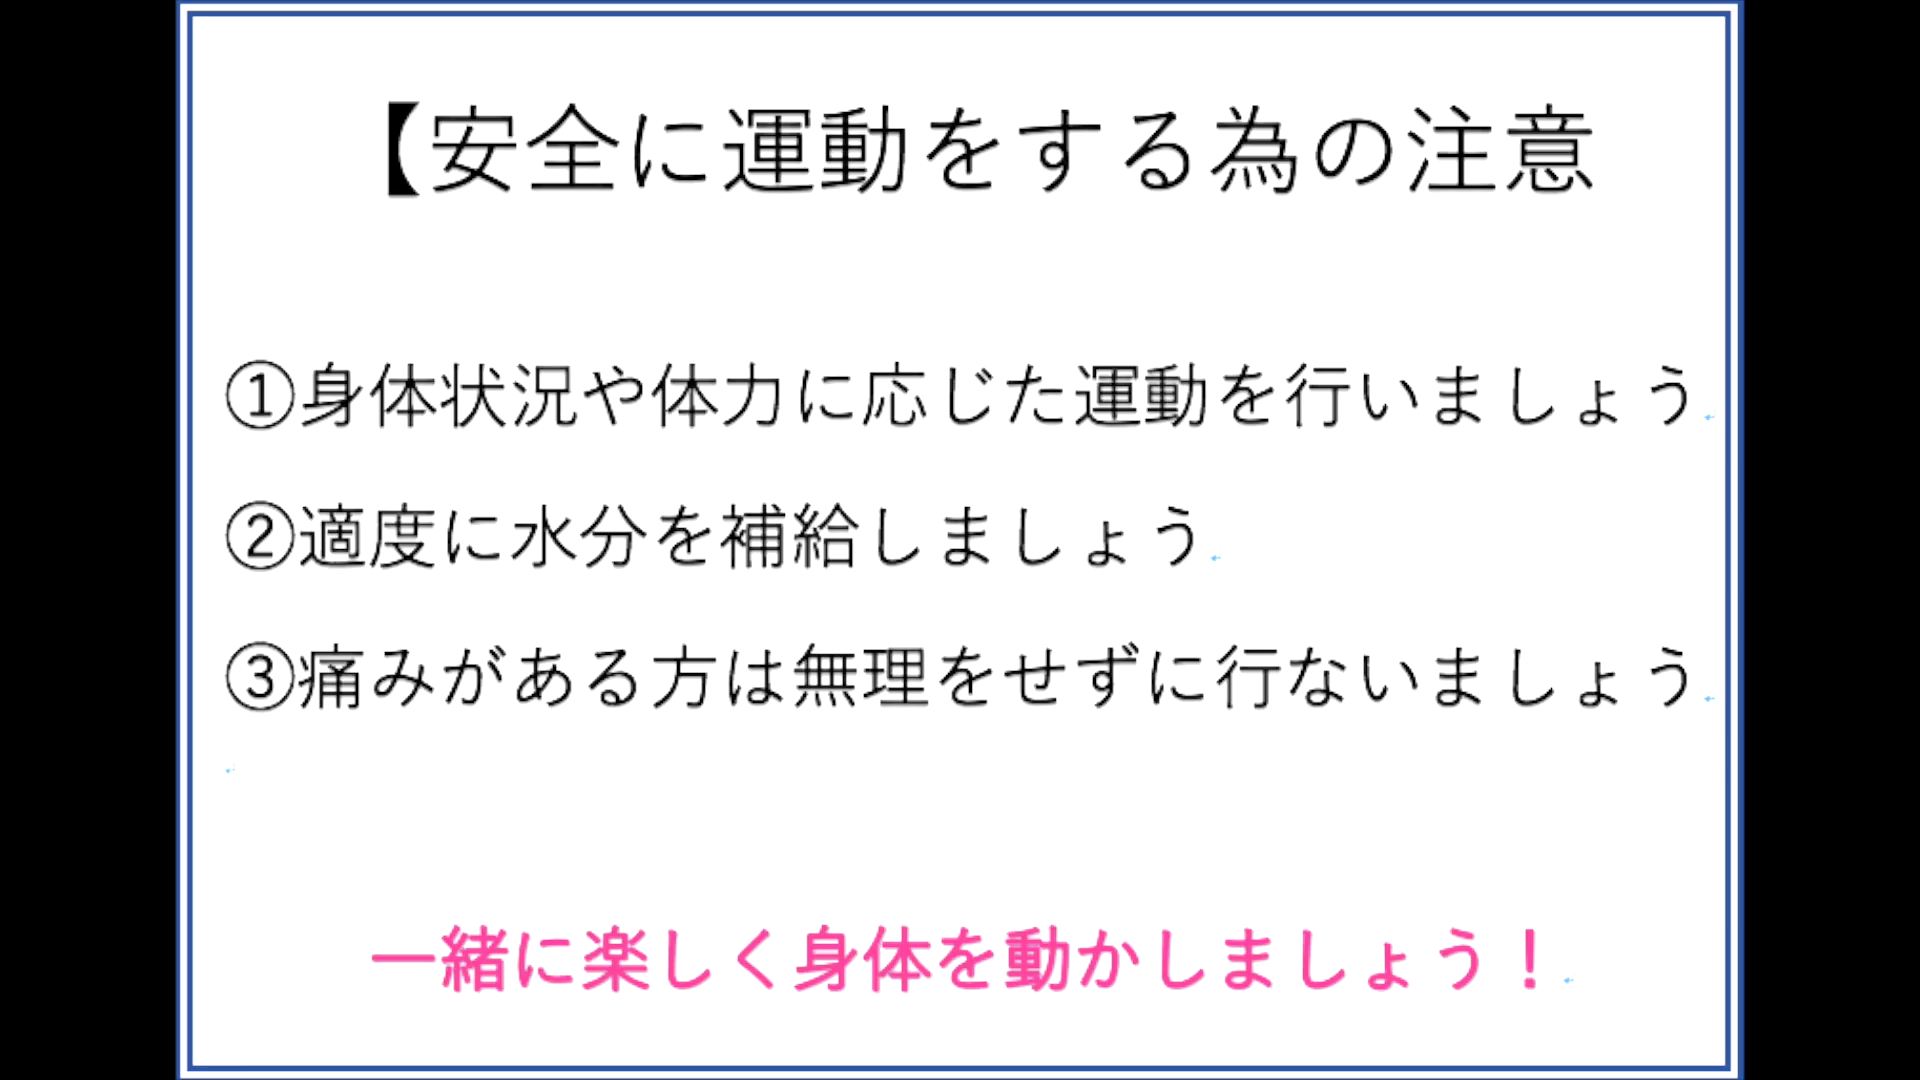 【安全に運動をする為の注意
①身体状況や体力に応じた運動を行いましょう
②適度に水分を補給しましょう
③痛みがある方は無理をせずに行ないましょう
一緒に楽しく身体を動かしましょう！